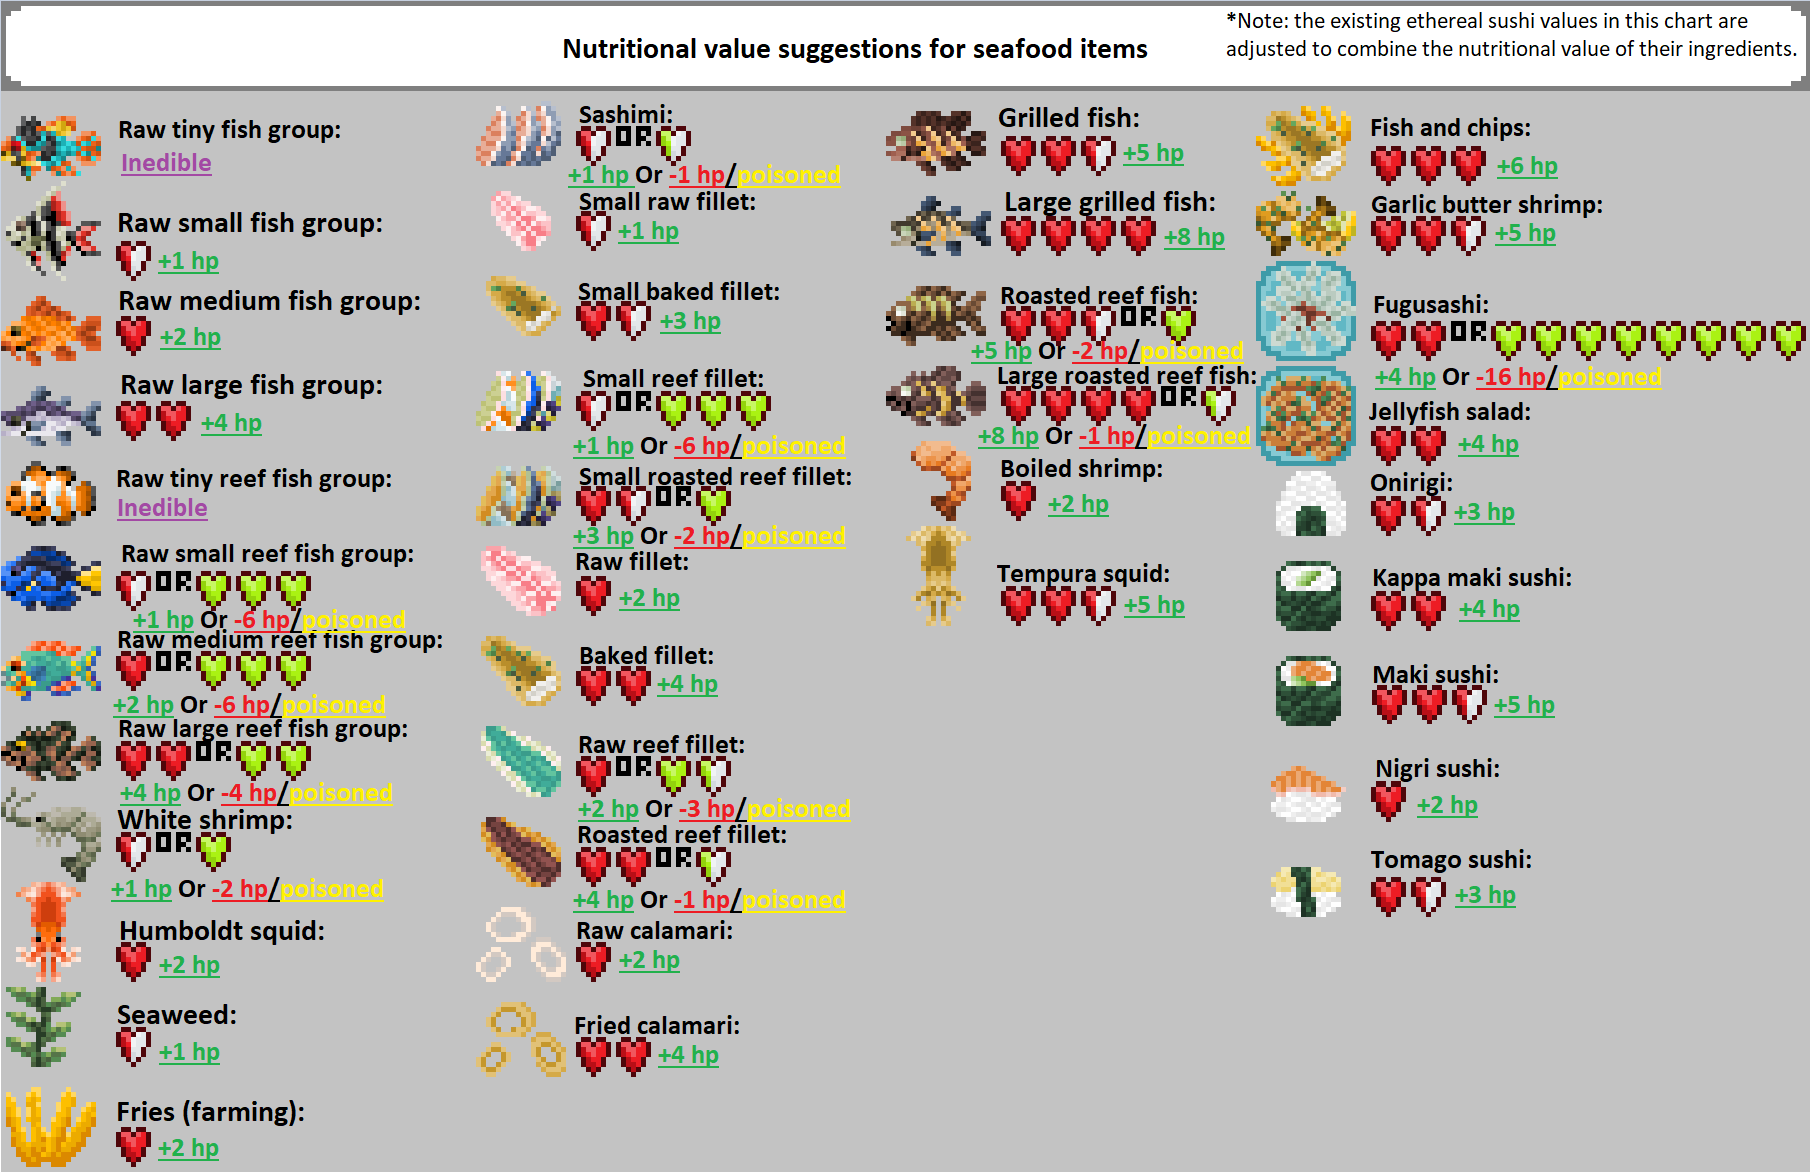 Nutritional value suggestions for seafood items
*Note: the existing ethereal sushi values in this chart are
adjusted to combine the nutritional value of their ingredients.
Raw tiny fish group:
Inedible
Raw small fish group:
+1 hp
Raw medium fish group:
+2 hp
Raw large fish group:
+4 hp
Raw tiny reef fish group:
Inedible
Raw small reef fish group:
OR
+1 hp Or -6 hp/poisoned
Raw medium reef fish group:
OR
+2 hp Or -6 hp/poisoned
Raw large reef fish group:
OR
+4 hp Or -4 hp/poisoned
White shrimp:
OR
+1 hp Or -2 hp/poisoned
Humboldt squid:
+2 hp
Seaweed:
+1 hp
Fries (farming):
+2 hp
Sashimi:
OR
+1 hp Or -1 hp/poisoned
Small raw fillet:
+1 hp
Small baked fillet:
+3 hp
Small reef fillet:
OR
+1 hp Or -6 hp/poisoned
Small roasted reef fillet:
OR
+3 hp Or -2 hp/poisoned
Raw fillet:
+2 hp
Baked fillet:
+4 hp
Raw reef fillet:
OR
+2 hp Or -3 hp/poisoned
Roasted reef fillet:
OR
+4 hp Or -1 hp/poisoned
Raw calamari:
+2 hp
Fried calamari:
+4 hp
Grilled fish:
+5 hp
Large grilled fish:
+8 hp
Roasted reef fish:
OR
+5 hp Or -2 hp/poisoned
Large roasted reef fish:
OR
+8 hp Or -1 hp/poisoned
Boiled shrimp:
+2 hp
Tempura squid:
+5 hp
Fish and chips:
+6 hp
Garlic butter shrimp:
+5 hp
Fugusashi:
OR
+4 hp Or -16 hp/poisoned
Jellyfish salad:
+4 hp
Onirigi:
+3 hp
Kappa maki sushi:
+4 hp
Maki sushi:
+5 hp
Nigri sushi:
+2 hp
Tomago sushi:
+3 hp